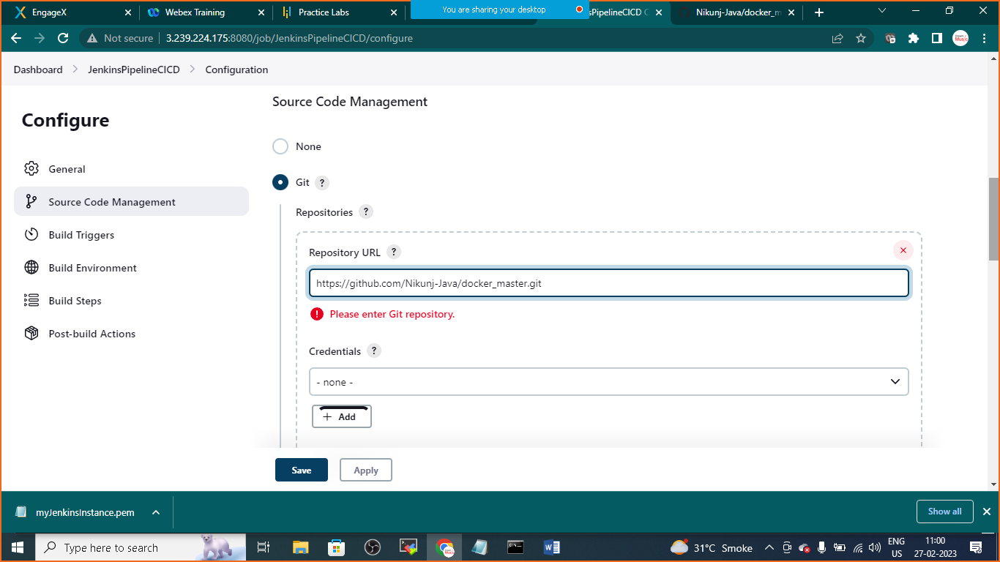 EngageX
Webex Training
Practice Labs
You are sharing your desktop
sPipelineCICD C
Nikunj-Java/docker_m
Not secure
3.239.224.175:8080/job/JenkinsPipelineCICD/configure
Dashboard
JenkinsPipelineCICD
Configuration
Configure
General
Source Code Management
Build Triggers
Build Environment
Build Steps
Post-build Actions
Source Code Management
None
Git ?
Repositories ?
Repository URL ?
https://github.com/Nikunj-Java/docker_master.git
Please enter Git repository.
Credentials ?
- none -
Add
Save
Apply
myJenkinsInstance.pem
Show all
Type here to search
31°C Smoke
ENG
US
11:00
27-02-2023